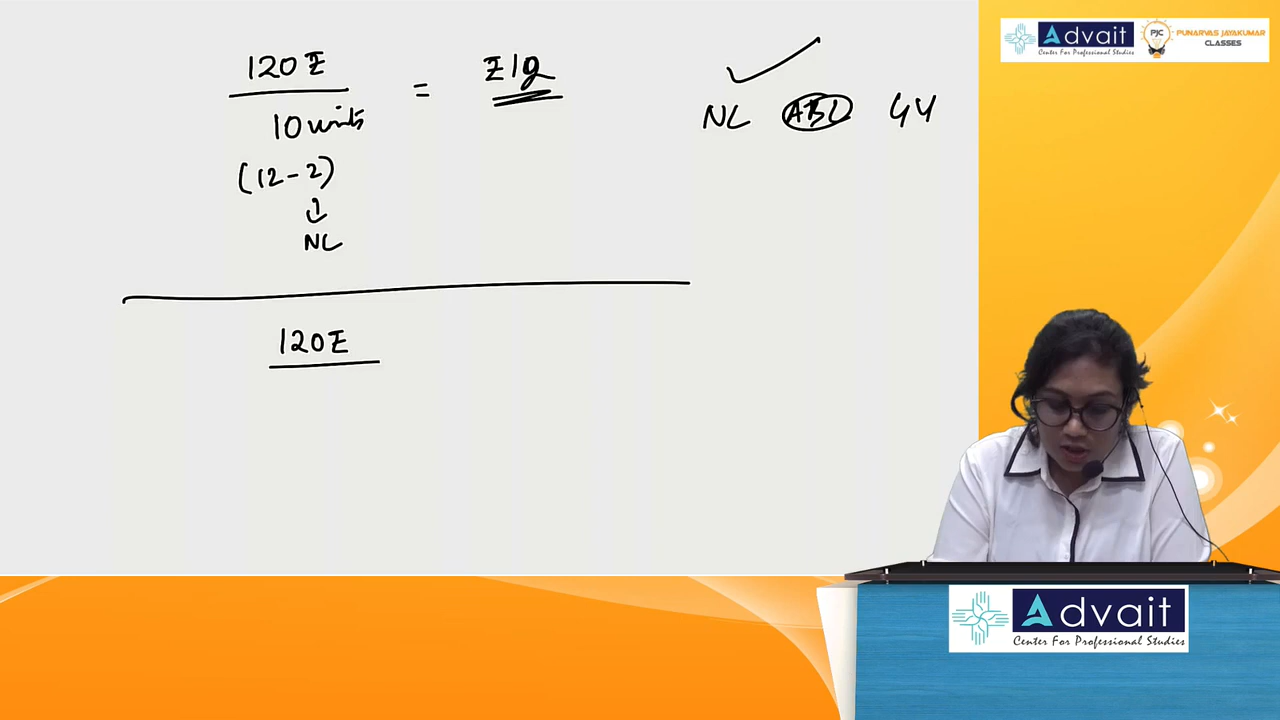 120₹
10 units
= ₹12
(12-2)
↓
NL
NL ABL
120₹
Advait
Center For Professional Studies
PJC
PUNARVAS JAYAKUMAR
CLASSES
Advait
Center For Professional Studies